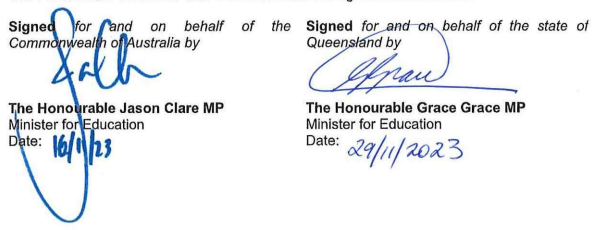 Signed for and on behalf of the
Commonwealth of Australia by
The Honourable Jason Clare MP
Minister for Education
Date: 16/11/23
Signed for and on behalf of the state of
Queensland by
The Honourable Grace Grace MP
Minister for Education
Date: 29/11/2023